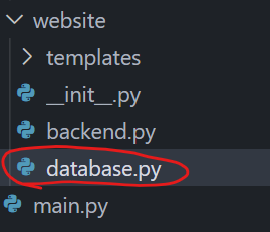 website
templates
__init__.py
backend.py
database.py
main.py